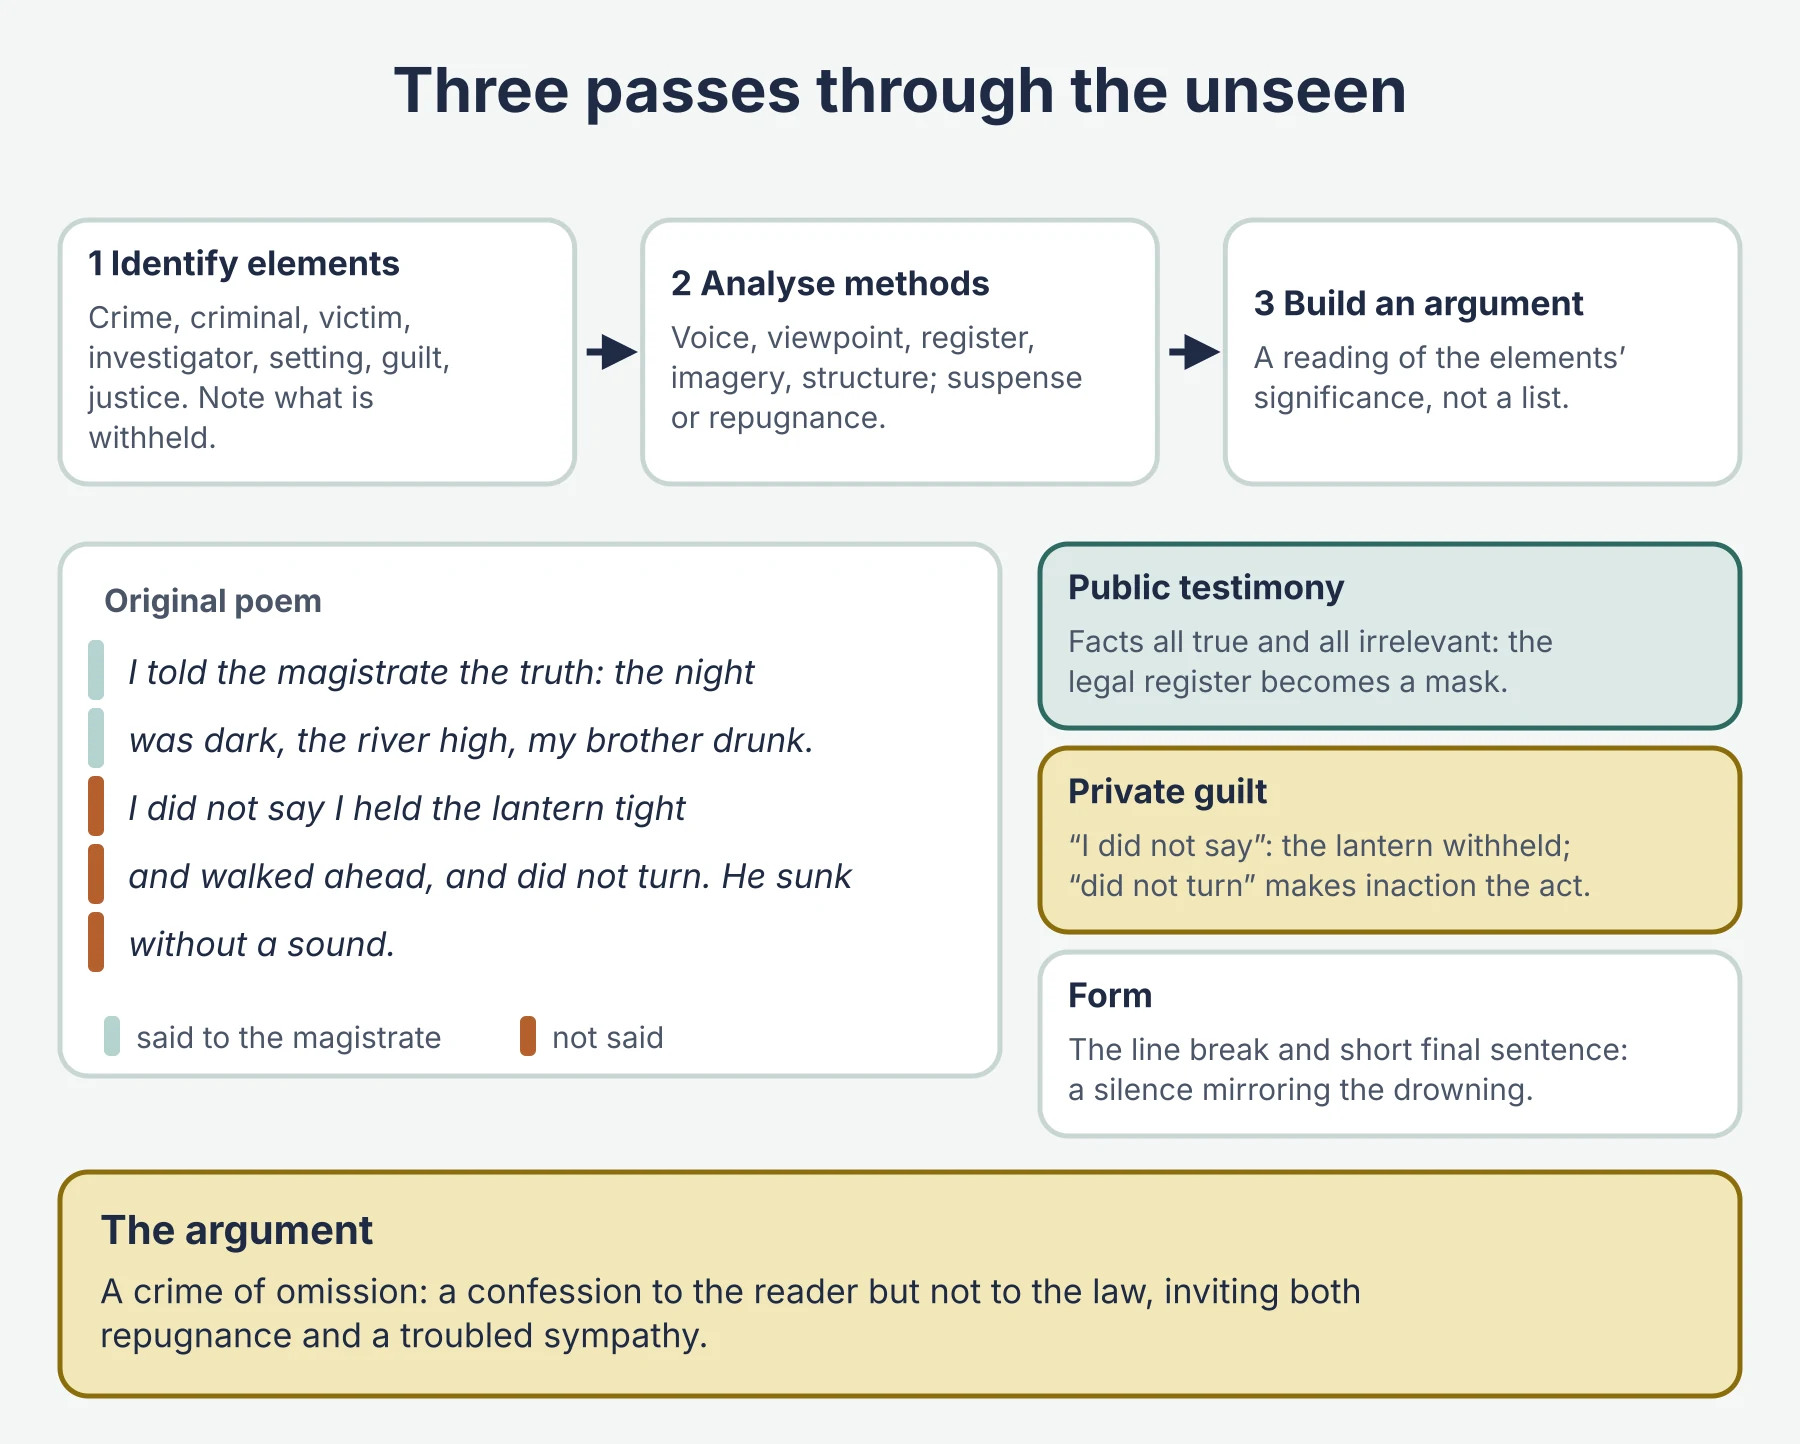 Three passes through the unseen
1 Identify elements
Crime, criminal, victim,
investigator, setting, guilt,
justice. Note what is
withheld.
2 Analyse methods
Voice, viewpoint, register,
imagery, structure; suspense
or repugnance.
3 Build an argument
A reading of the elements’
significance, not a list.
Original poem
I told the magistrate the truth: the night
was dark, the river high, my brother drunk.
I did not say I held the lantern tight
and walked ahead, and did not turn. He sunk
without a sound.
said to the magistrate
not said
Public testimony
Facts all true and all irrelevant: the
legal register becomes a mask.
Private guilt
“I did not say”: the lantern withheld;
“did not turn” makes inaction the act.
Form
The line break and short final sentence:
a silence mirroring the drowning.
The argument
A crime of omission: a confession to the reader but not to the law, inviting both
repugnance and a troubled sympathy.